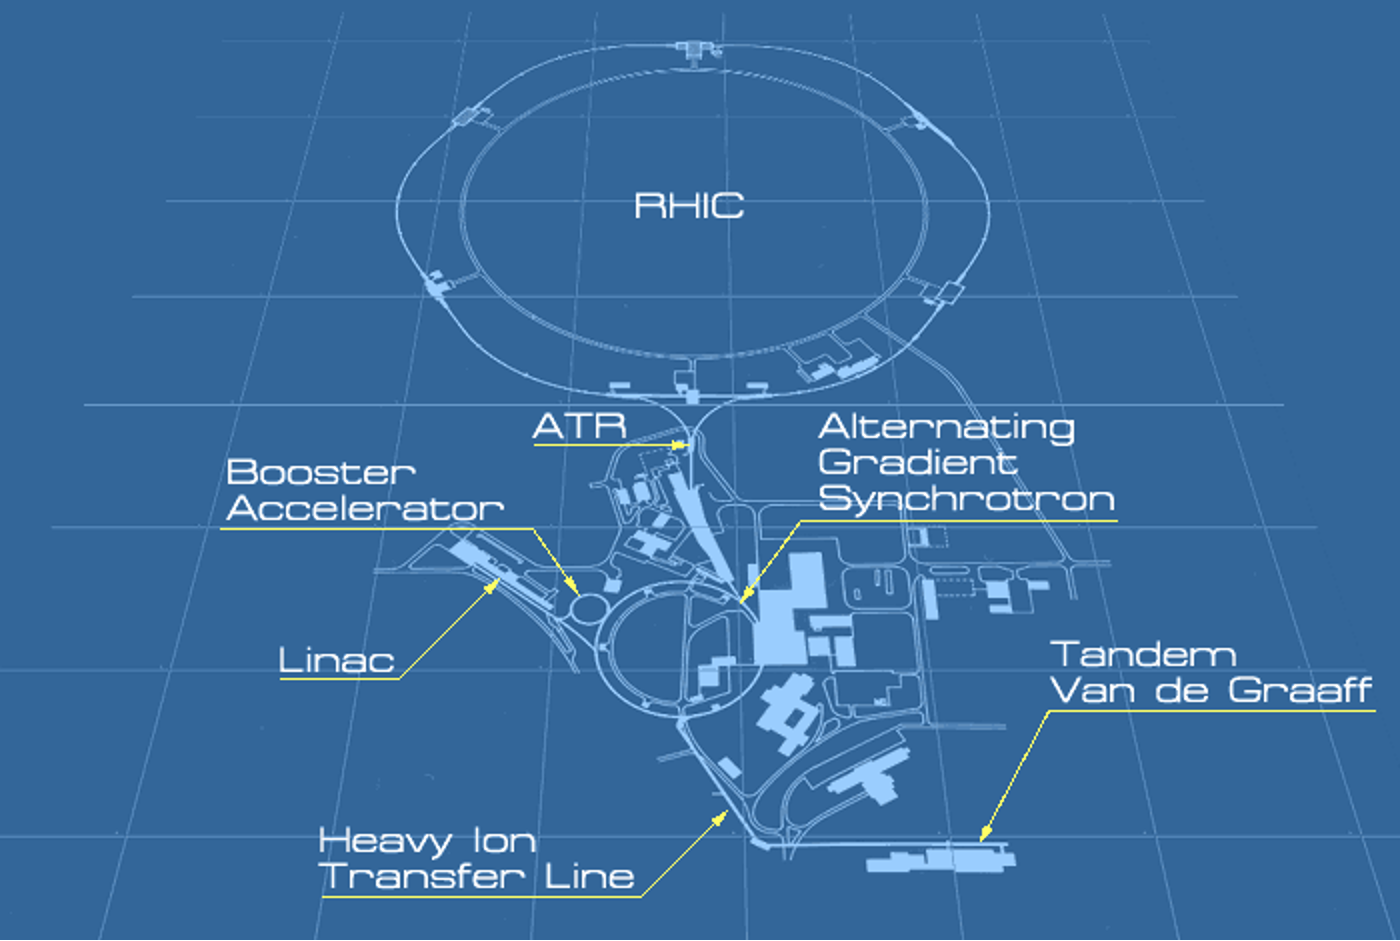 RHIC
ATR
Alternating
Gradient
Synchrotron
Booster
Accelerator
Linac
Tandem
Van de Graaff
Heavy Ion
Transfer Line